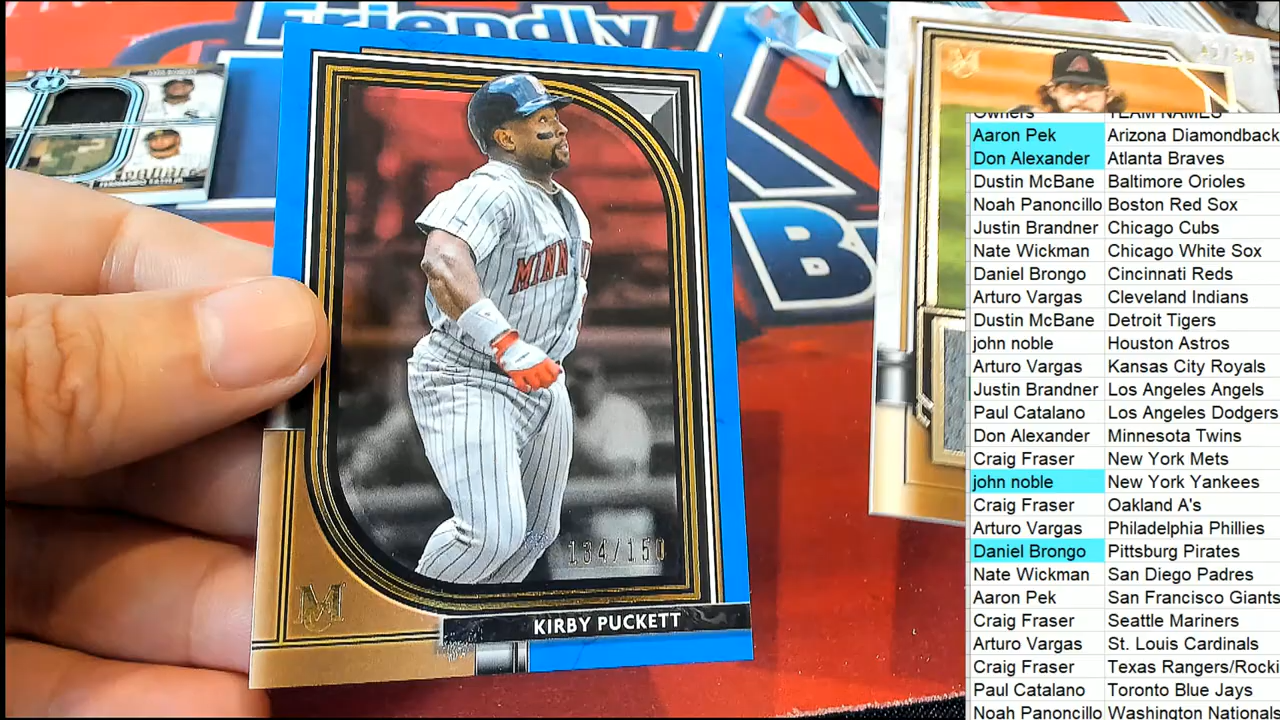 Friendly
B
MINN
134/150
M
KIRBY PUCKETT
Owners TEAM NAMES
Aaron Pek Arizona Diamondback
Don Alexander Atlanta Braves
Dustin McBane Baltimore Orioles
Noah Panoncillo Boston Red Sox
Justin Brandner Chicago Cubs
Nate Wickman Chicago White Sox
Daniel Brongo Cincinnati Reds
Arturo Vargas Cleveland Indians
Dustin McBane Detroit Tigers
john noble Houston Astros
Arturo Vargas Kansas City Royals
Justin Brandner Los Angeles Angels
Paul Catalano Los Angeles Dodgers
Don Alexander Minnesota Twins
Craig Fraser New York Mets
john noble New York Yankees
Craig Fraser Oakland A's
Arturo Vargas Philadelphia Phillies
Daniel Brongo Pittsburg Pirates
Nate Wickman San Diego Padres
Aaron Pek San Francisco Giants
Craig Fraser Seattle Mariners
Arturo Vargas St. Louis Cardinals
Craig Fraser Texas Rangers/Rocki
Paul Catalano Toronto Blue Jays
Noah Panoncillo Washington Nationals